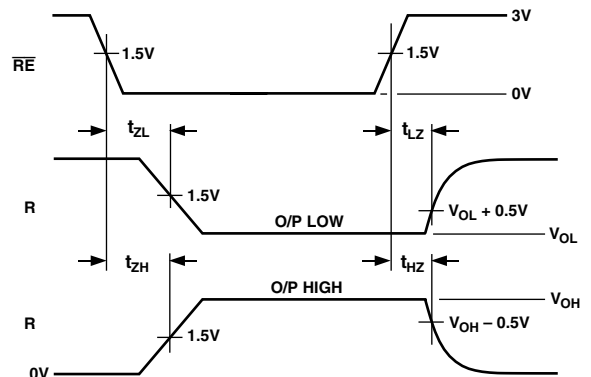 3V
RE
1.5V
1.5V
0V
tZL
tLZ
R
1.5V
O/P LOW
VOL + 0.5V
VOL
tZH
tHZ
O/P HIGH
VOH
R
1.5V
VOH – 0.5V
0V